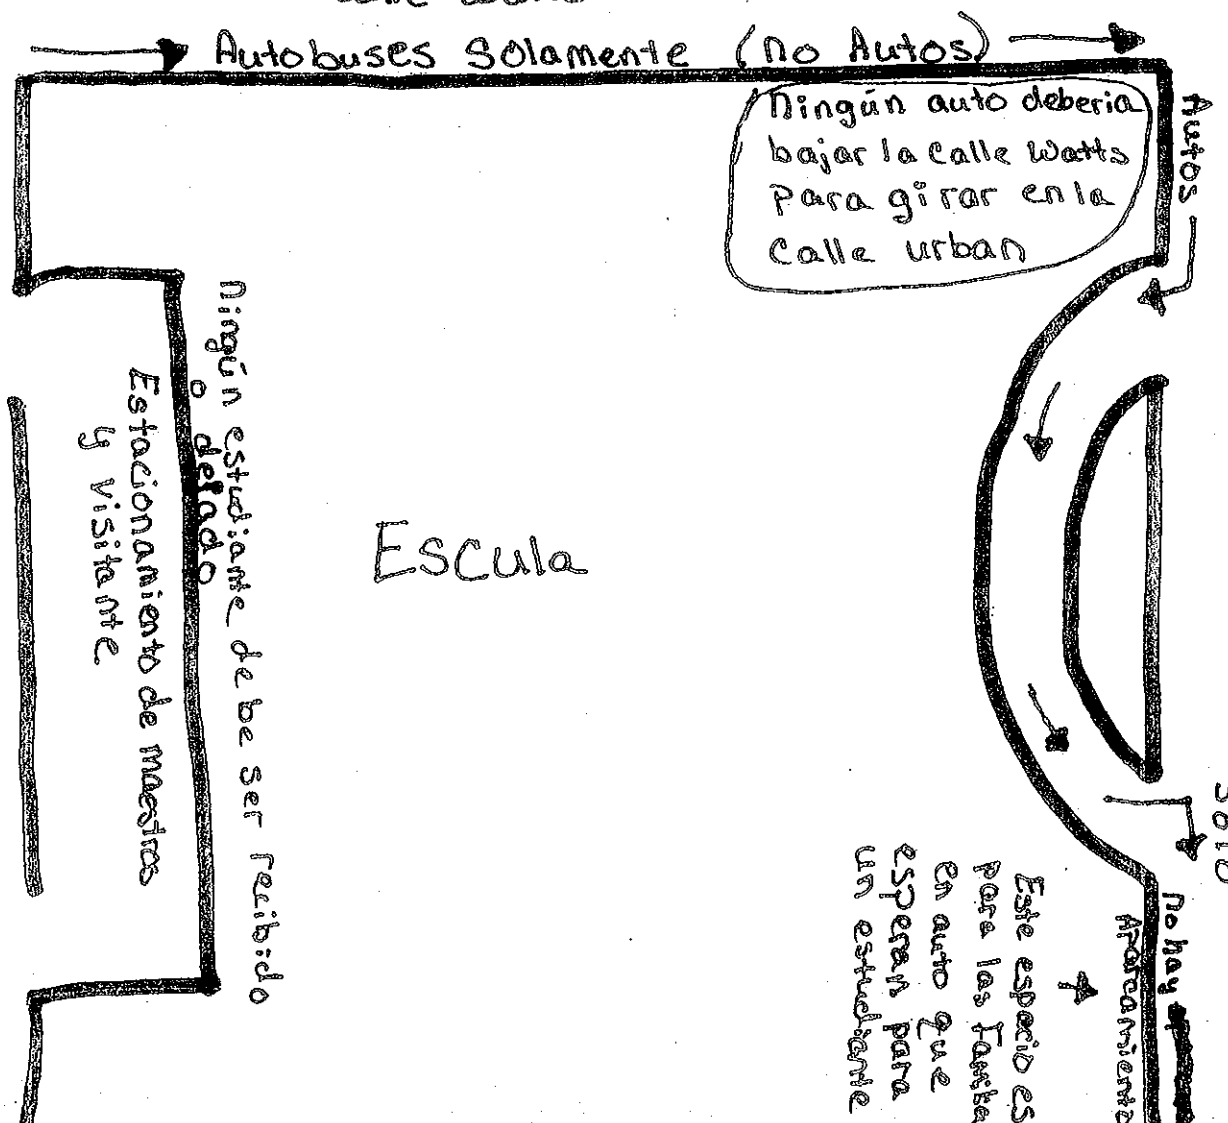 Autobuses Solamente (no Autos)
Ningún auto deberia
bajar la calle Watts
para girar en la
calle urban
Autos
Ningún estudiante debe ser recibido
o dejado
Estacionamiento de maestros
y visitante
Escula
solo
No hay
Aparcamiento
Este espacio es
para las
en auto que
esperan para
un estudiante